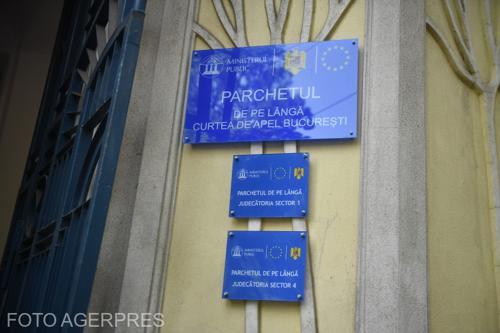 MINISTERUL
PUBLIC
PARCHETUL
DE PE LÂNGĂ
CURTEA DE APEL BUCUREȘTI
MINISTERUL
PUBLIC
PARCHETUL DE PE LÂNGĂ
JUDECĂTORIA SECTOR 1
MINISTERUL
PUBLIC
PARCHETUL DE PE LÂNGĂ
JUDECĂTORIA SECTOR 4
FOTO AGERPRES